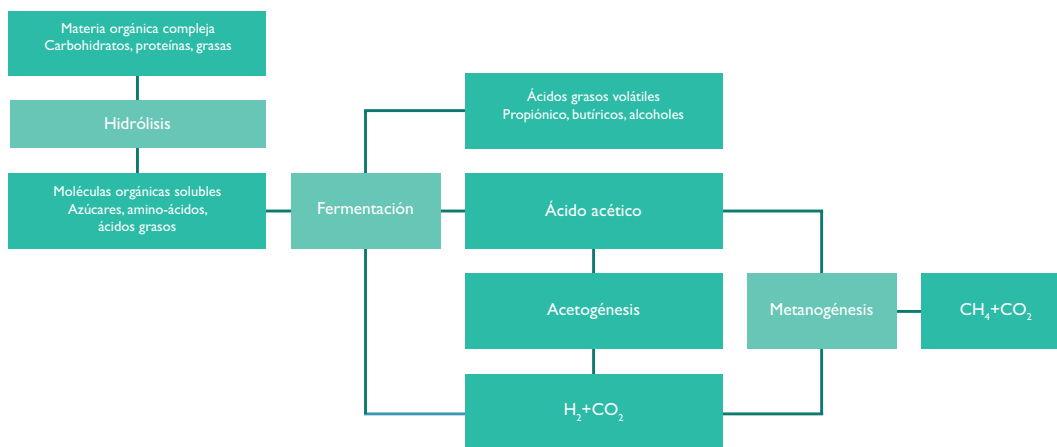 Materia orgánica compleja
Carbohidratos, proteínas, grasas
Hidrólisis
Moléculas orgánicas solubles
Azúcares, amino-ácidos,
ácidos grasos
Fermentación
Ácidos grasos volátiles
Propiónico, butíricos, alcoholes
Ácido acético
Acetogénesis
H₂+CO₂
Metanogénesis
CH₄+CO₂